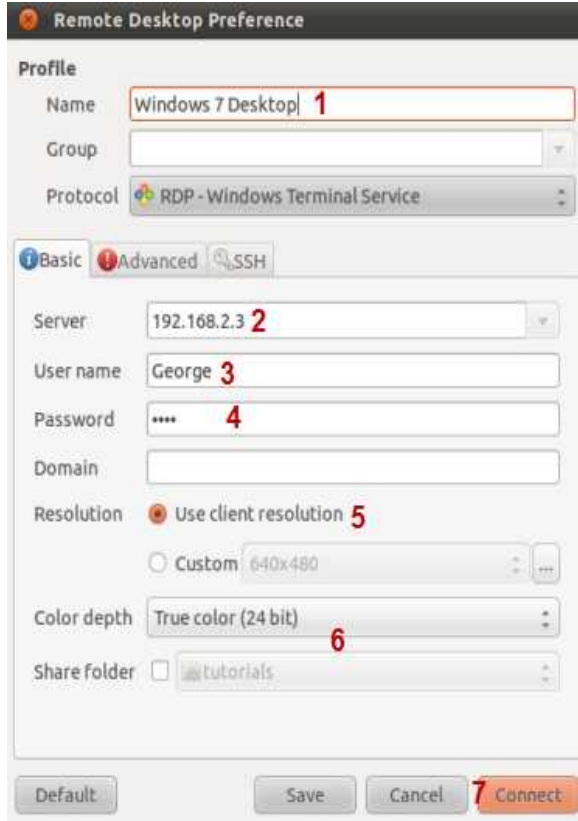 Remote Desktop Preference
Profile
Name Windows 7 Desktop 1
Group
Protocol RDP - Windows Terminal Service
Basic Advanced SSH
Server 192.168.2.3 2
User name George 3
Password •••• 4
Domain
Resolution Use client resolution 5
Custom 640x480 ...
Color depth True color (24 bit)
6
Share folder tutorials
Default Save Cancel 7 Connect